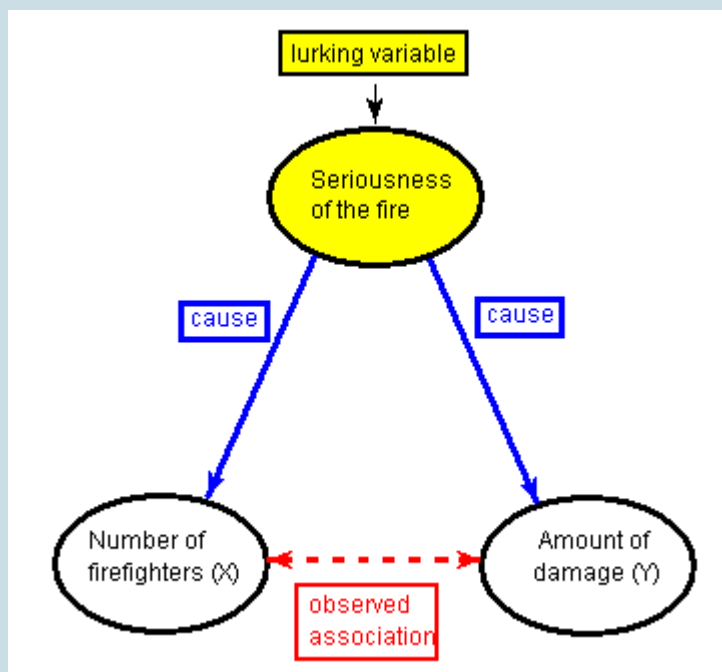 lurking variable
Seriousness
of the fire
cause
cause
Number of
firefighters (X)
Amount of
damage (Y)
observed
association